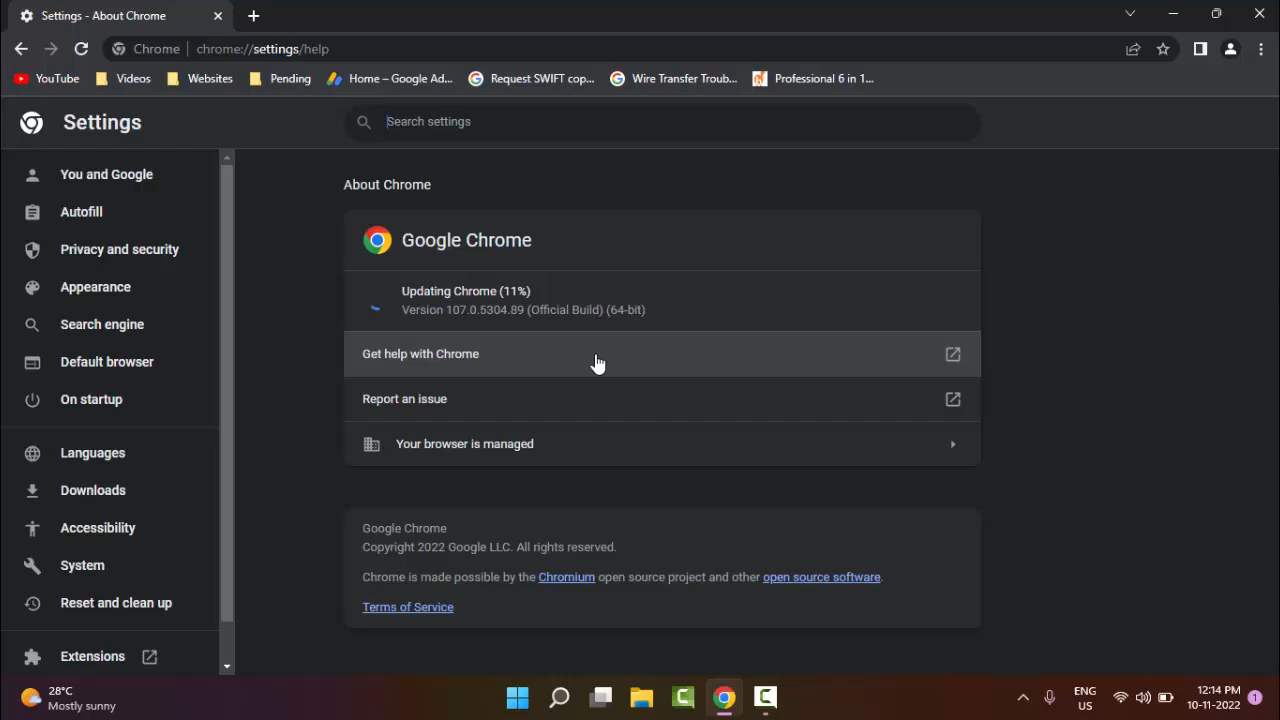 Settings - About Chrome
Chrome
chrome://settings/help
YouTube
Videos
Websites
Pending
Home – Google Ad...
Request SWIFT cop...
Wire Transfer Troub...
Professional 6 in 1...
Settings
Search settings
You and Google
Autofill
Privacy and security
Appearance
Search engine
Default browser
On startup
Languages
Downloads
Accessibility
System
Reset and clean up
Extensions
About Chrome
Google Chrome
Updating Chrome (11%)
Version 107.0.5304.89 (Official Build) (64-bit)
Get help with Chrome
Report an issue
Your browser is managed
Google Chrome
Copyright 2022 Google LLC. All rights reserved.
Chrome is made possible by the Chromium open source project and other open source software.
Terms of Service
28°C
Mostly sunny
ENG
US
12:14 PM
10-11-2022
1